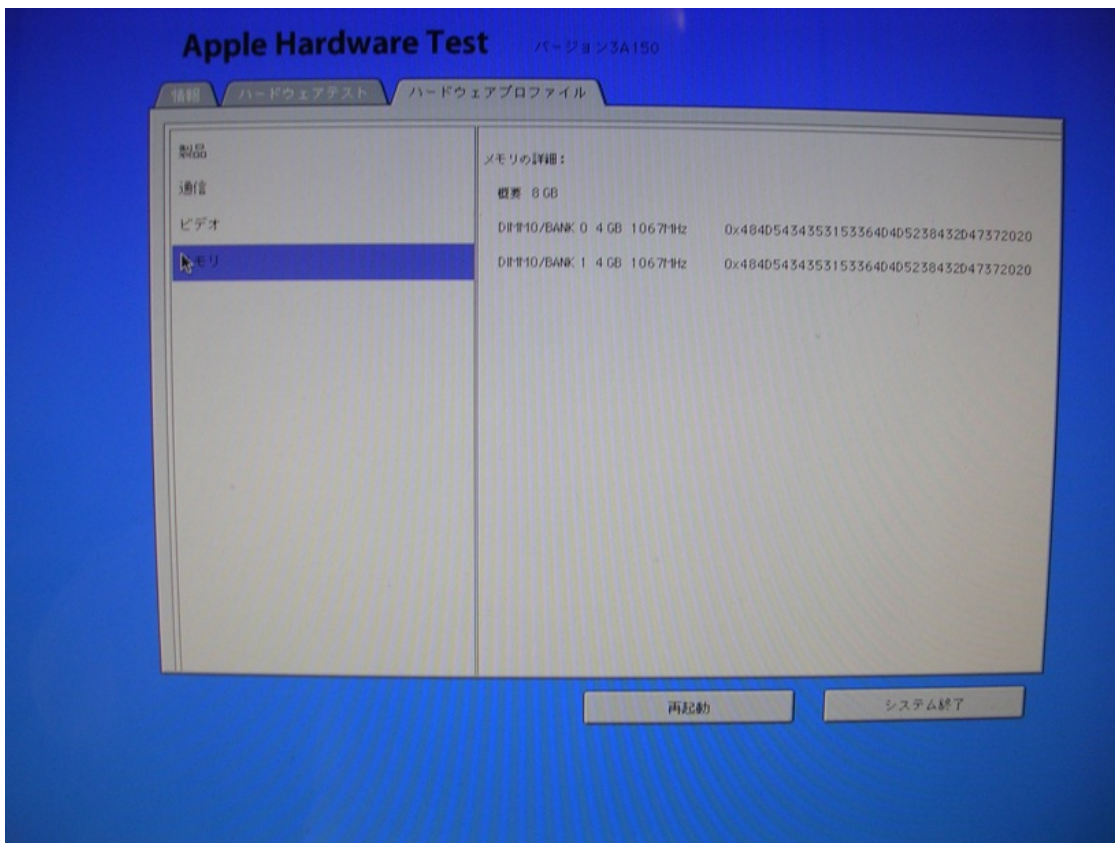 Apple Hardware Test バージョン3A150
情報 ハードウェアテスト ハードウェアプロファイル
製品
通信
ビデオ
モリ
メモリの詳細:
概要 8 GB
DIMM0/BANK 0 4 GB 1067MHz 0x484D5434353153364D4D5238432D47372020
DIMM0/BANK 1 4 GB 1067MHz 0x484D5434353153364D4D5238432D47372020
再起動
システム終了